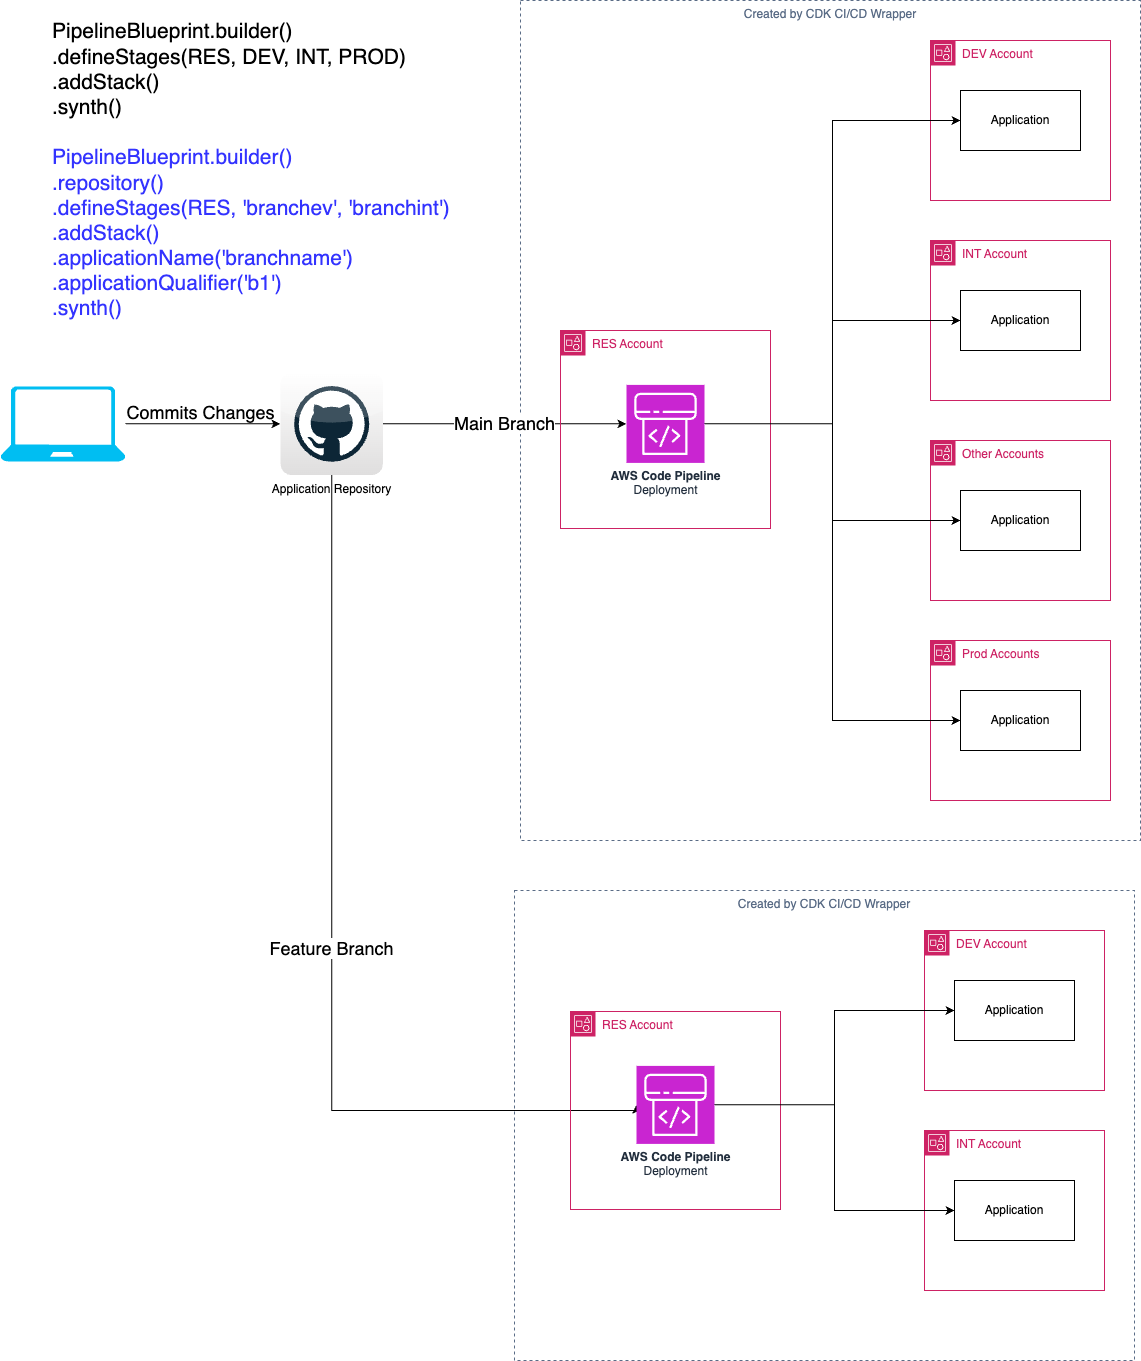 PipelineBlueprint.builder()
.defineStages(RES, DEV, INT, PROD)
.addStack()
.synth()
PipelineBlueprint.builder()
.repository()
.defineStages(RES, 'branchev', 'branchint')
.addStack()
.applicationName('branchname')
.applicationQualifier('b1')
.synth()
Commits Changes
Application Repository
Main Branch
Created by CDK CI/CD Wrapper
RES Account
AWS Code Pipeline
Deployment
DEV Account
Application
INT Account
Application
Other Accounts
Application
Prod Accounts
Application
Feature Branch
Created by CDK CI/CD Wrapper
RES Account
AWS Code Pipeline
Deployment
DEV Account
Application
INT Account
Application